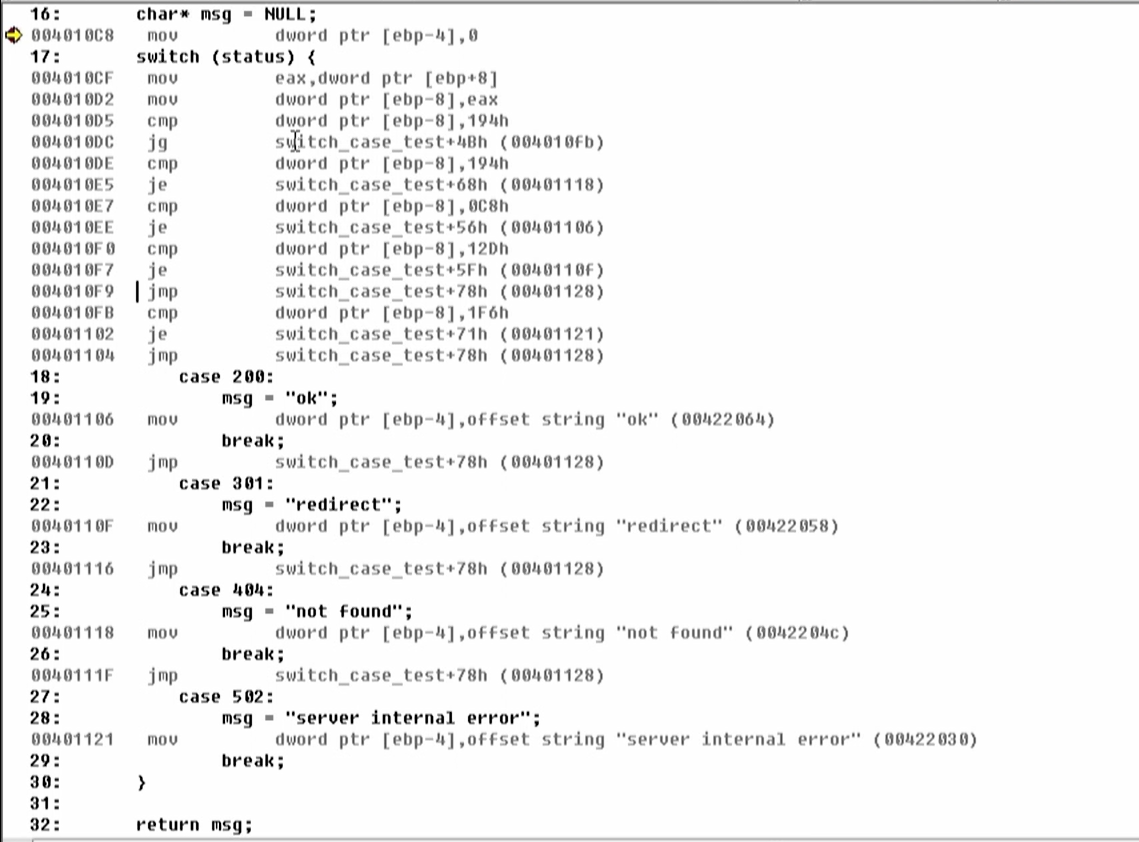 16:        char* msg = NULL;
004010C8   mov         dword ptr [ebp-4],0
17:        switch (status) {
004010CF   mov         eax,dword ptr [ebp+8]
004010D2   mov         dword ptr [ebp-8],eax
004010D5   cmp         dword ptr [ebp-8],194h
004010DC   jg          switch_case_test+4Bh (004010fb)
004010DE   cmp         dword ptr [ebp-8],194h
004010E5   je          switch_case_test+68h (00401118)
004010E7   cmp         dword ptr [ebp-8],0C8h
004010EE   je          switch_case_test+56h (00401106)
004010F0   cmp         dword ptr [ebp-8],12Dh
004010F7   je          switch_case_test+5Fh (0040110f)
004010F9   jmp         switch_case_test+78h (00401128)
004010FB   cmp         dword ptr [ebp-8],1F6h
00401102   je          switch_case_test+71h (00401121)
00401104   jmp         switch_case_test+78h (00401128)
18:            case 200:
19:                msg = "ok";
00401106   mov         dword ptr [ebp-4],offset string "ok" (00422064)
20:                break;
0040110D   jmp         switch_case_test+78h (00401128)
21:            case 301:
22:                msg = "redirect";
0040110F   mov         dword ptr [ebp-4],offset string "redirect" (00422058)
23:                break;
00401116   jmp         switch_case_test+78h (00401128)
24:            case 404:
25:                msg = "not found";
00401118   mov         dword ptr [ebp-4],offset string "not found" (0042204c)
26:                break;
0040111F   jmp         switch_case_test+78h (00401128)
27:            case 502:
28:                msg = "server internal error";
00401121   mov         dword ptr [ebp-4],offset string "server internal error" (00422030)
29:                break;
30:        }
31:
32:        return msg;